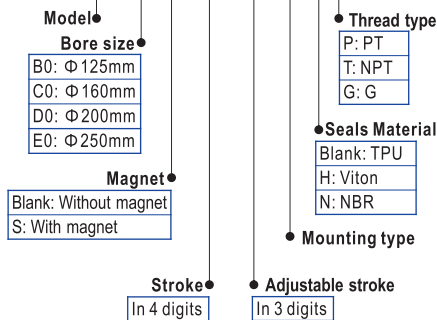 Model
Bore size
B0: Φ125mm
C0: Φ160mm
D0: Φ200mm
E0: Φ250mm
Magnet
Blank: Without magnet
S: With magnet
Stroke
In 4 digits
Thread type
P: PT
T: NPT
G: G
Seals Material
Blank: TPU
H: Viton
N: NBR
Mounting type
Adjustable stroke
In 3 digits